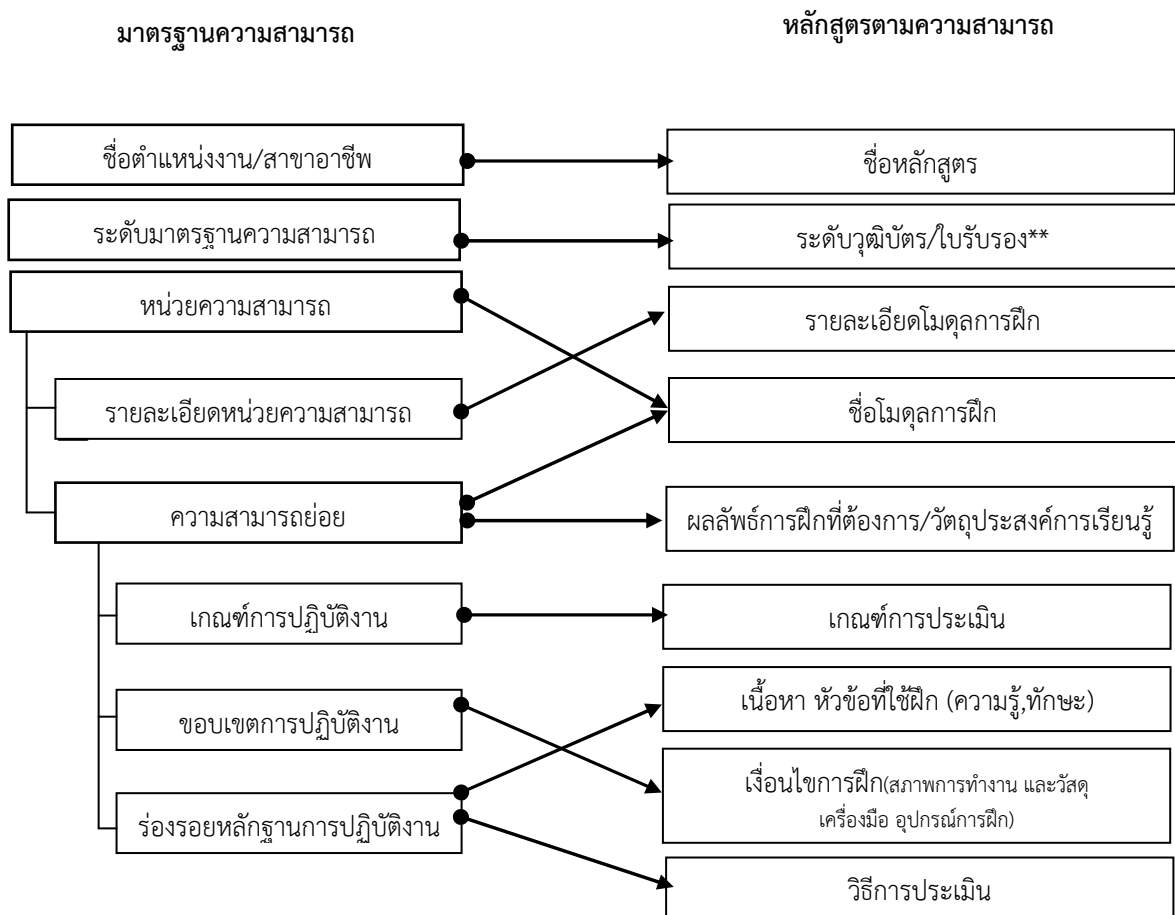 มาตรฐานความสามารถ
หลักสูตรตามความสามารถ
ชื่อตำแหน่งงาน/สาขาอาชีพ
ชื่อหลักสูตร
ระดับมาตรฐานความสามารถ
ระดับวุฒิบัตร/ใบรับรอง**
หน่วยความสามารถ
รายละเอียดโมดุลการฝึก
รายละเอียดหน่วยความสามารถ
ชื่อโมดุลการฝึก
ความสามารถย่อย
ผลลัพธ์การฝึกที่ต้องการ/วัตถุประสงค์การเรียนรู้
เกณฑ์การปฏิบัติงาน
เกณฑ์การประเมิน
ขอบเขตการปฏิบัติงาน
เนื้อหา หัวข้อที่ใช้ฝึก (ความรู้,ทักษะ)
เงื่อนไขการฝึก(สภาพการทำงาน และวัสดุ
เครื่องมือ อุปกรณ์การฝึก)
ร่องรอยหลักฐานการปฏิบัติงาน
วิธีการประเมิน